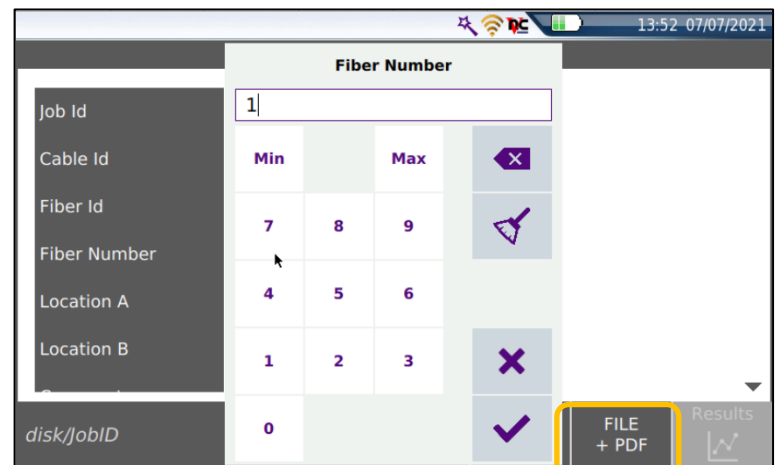 13:52 07/07/2021
Fiber Number
1
Job Id
Cable Id
Fiber Id
Fiber Number
Location A
Location B
Min Max
7 8 9
4 5 6
1 2 3
0
disk/JobID
FILE
+ PDF
Results